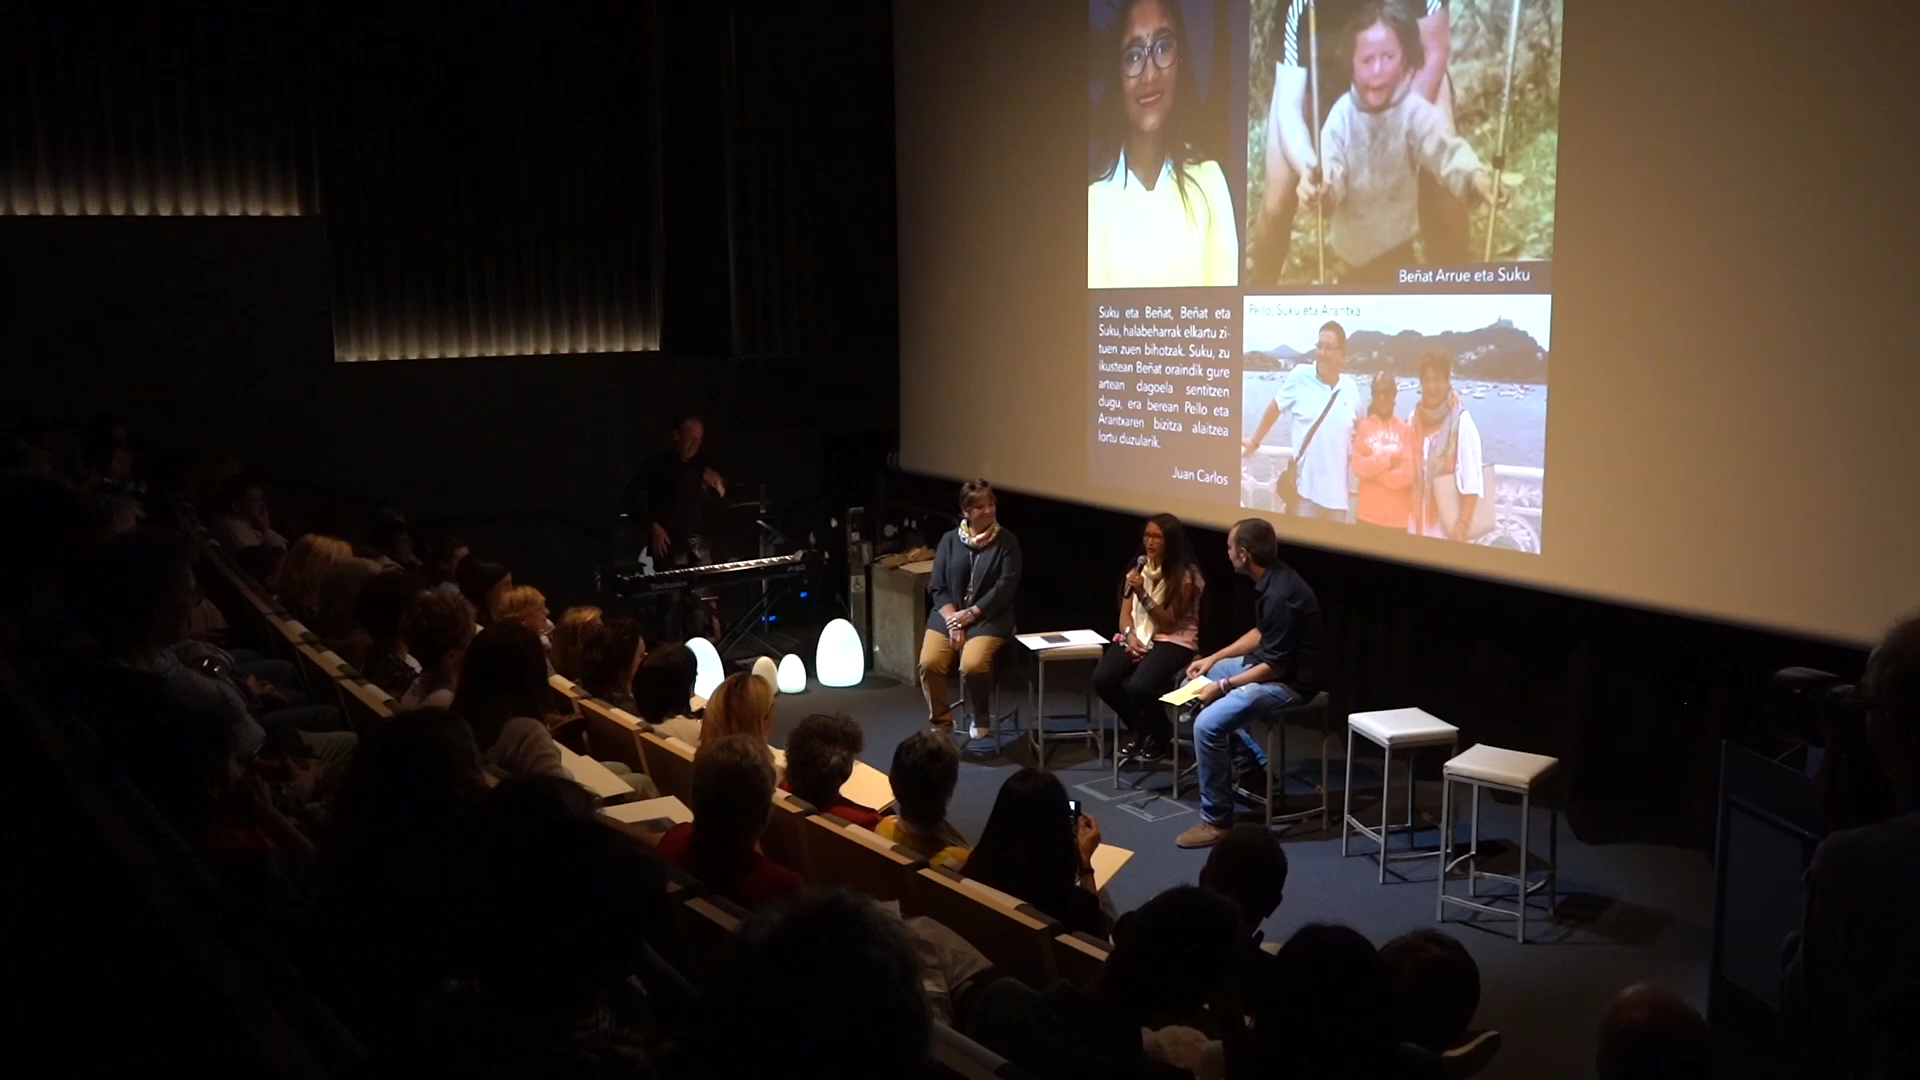 Beñat Arrue eta Suku
Suku eta Beñat, Beñat eta
Suku, halabeharrak elkartu zi-
tuen zuen bihotzak. Suku, zu
ikustean Beñat oraindik gure
artean dagoela sentitzen
dugu, era berean Pello eta
Arantxaren bizitza alaitzea
lortu duzularik.
Juan Carlos
Pello, Suku eta Arantxa
Technics